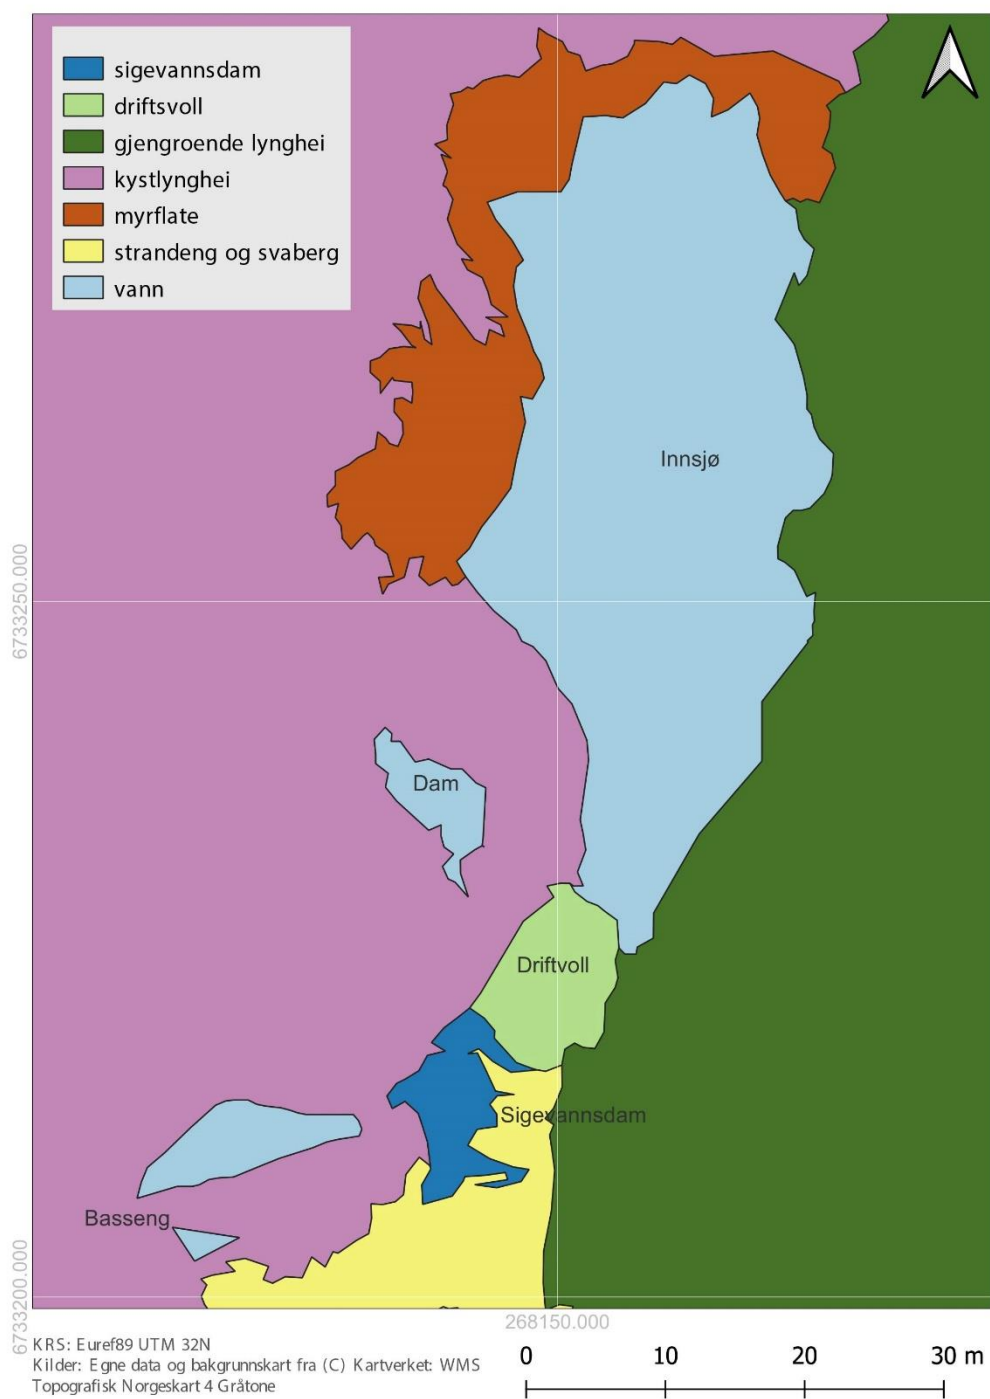 sigevannsdam
driftsvoll
gjengroende lynghei
kystlynghei
myrflate
strandeng og svaberg
vann
Innsjø
6733250.000
Dam
Driftvoll
Sigevannsdam
Basseng
6733200.000
268150.000
KRS: Euref89 UTM 32N
Kilder: Egne data og bakgrunnskart fra (C) Kartverket: WMS
Topografisk Norgeskart 4 Gråtone
0 10 20 30 m